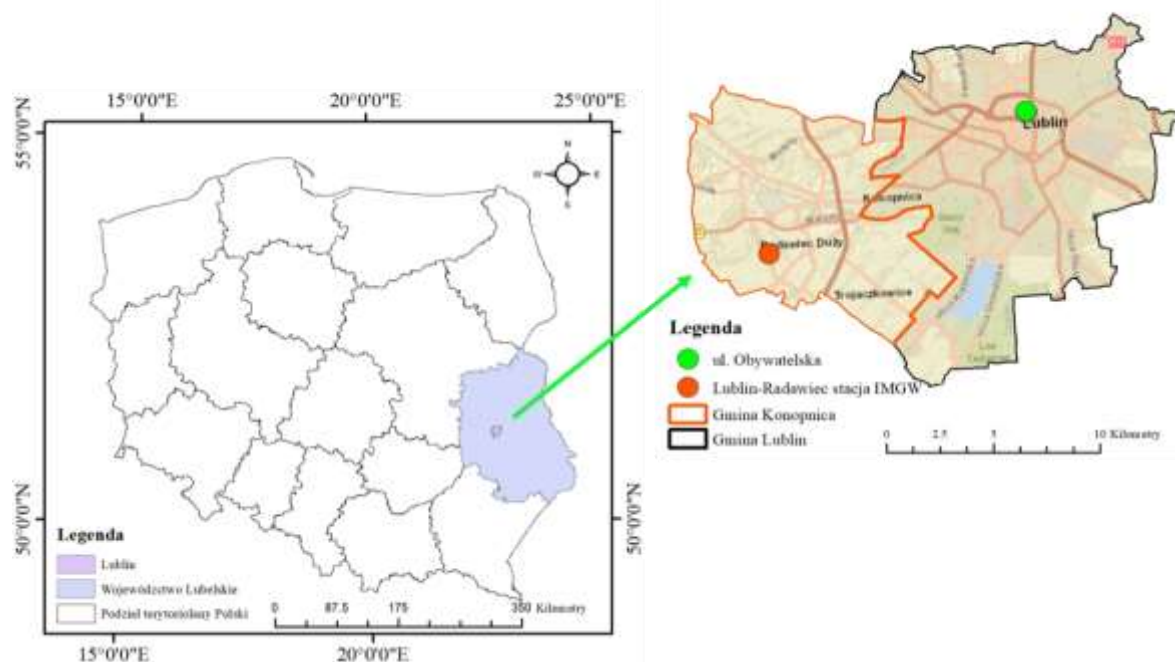 15°0'0"E
20°0'0"E
25°0'0"E
55°0'0"N
55°0'0"N
N
W
E
S
50°0'0"N
50°0'0"N
Legenda
Lublin
Województwo Lubelskie
Podział terytorialany Polski
0 87.5 175 350 Kilometry
15°0'0"E
20°0'0"E
Lublin
Konopnica
Radawiec Duży
Legenda
ul. Obywatelska
Lublin-Radawiec stacja IMGW
Gmina Konopnica
Gmina Lublin
0 2.5 5 10 Kilometry